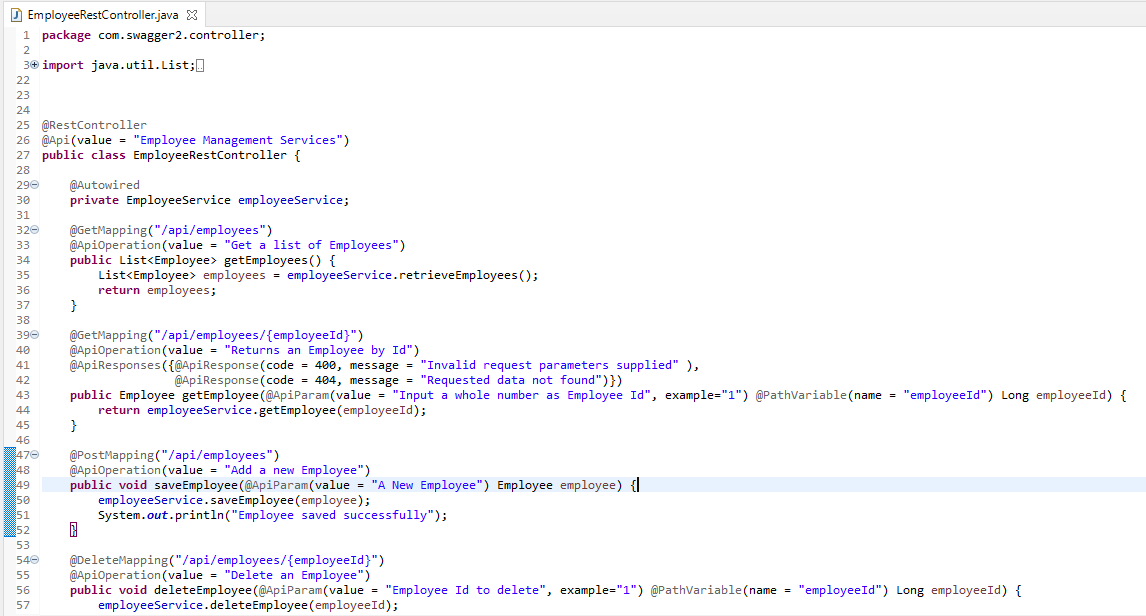 EmployeeRestController.java
1 package com.swagger2.controller;
2
3 import java.util.List;
22
23
24
25 @RestController
26 @Api(value = "Employee Management Services")
27 public class EmployeeRestController {
28
29     @Autowired
30     private EmployeeService employeeService;
31
32     @GetMapping("/api/employees")
33     @ApiOperation(value = "Get a list of Employees")
34     public List<Employee> getEmployees() {
35         List<Employee> employees = employeeService.retrieveEmployees();
36         return employees;
37     }
38
39     @GetMapping("/api/employees/{employeeId}")
40     @ApiOperation(value = "Returns an Employee by Id")
41     @ApiResponses({@ApiResponse(code = 400, message = "Invalid request parameters supplied" ),
42                    @ApiResponse(code = 404, message = "Requested data not found")})
43     public Employee getEmployee(@ApiParam(value = "Input a whole number as Employee Id", example="1") @PathVariable(name = "employeeId") Long employeeId) {
44         return employeeService.getEmployee(employeeId);
45     }
46
47     @PostMapping("/api/employees")
48     @ApiOperation(value = "Add a new Employee")
49     public void saveEmployee(@ApiParam(value = "A New Employee") Employee employee) {
50         employeeService.saveEmployee(employee);
51         System.out.println("Employee saved successfully");
52     }
53
54     @DeleteMapping("/api/employees/{employeeId}")
55     @ApiOperation(value = "Delete an Employee")
56     public void deleteEmployee(@ApiParam(value = "Employee Id to delete", example="1") @PathVariable(name = "employeeId") Long employeeId) {
57         employeeService.deleteEmployee(employeeId);